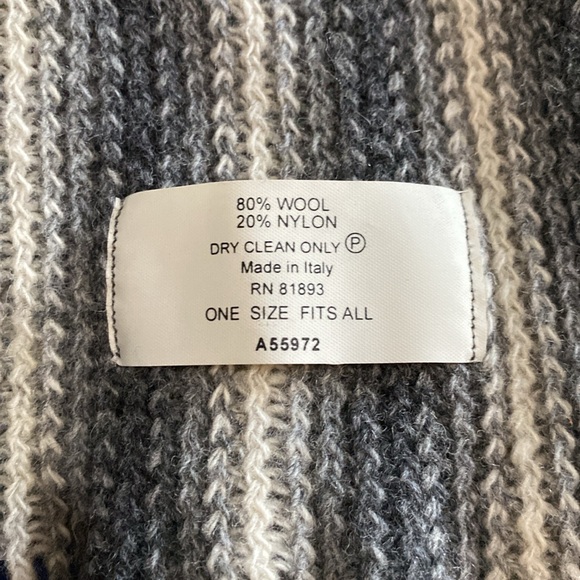 80% WOOL
20% NYLON
DRY CLEAN ONLY Ⓟ
Made in Italy
RN 81893
ONE SIZE FITS ALL
A55972